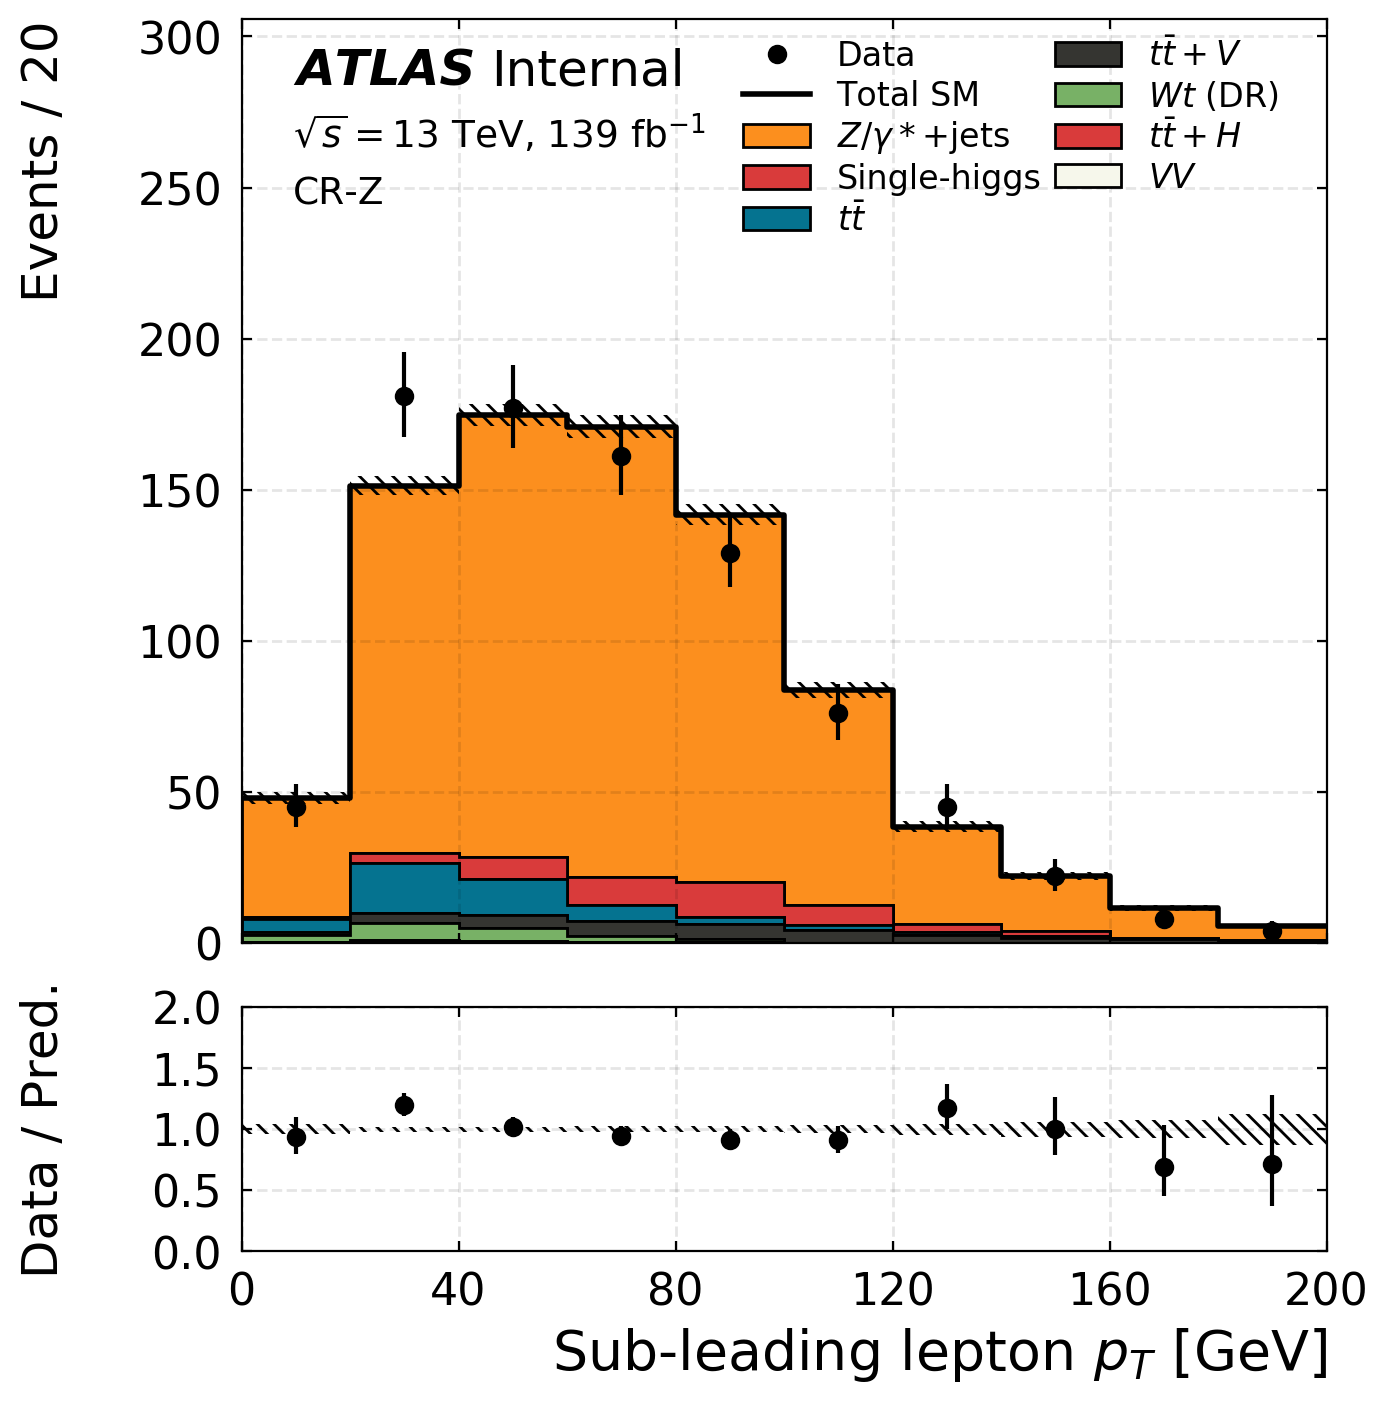 Events / 20
300
250
200
150
100
50
0
ATLAS Internal
√s = 13 TeV, 139 fb⁻¹
CR-Z
Data
Total SM
Z/γ*+jets
Single-higgs
tt̄
tt̄ + V
Wt (DR)
tt̄ + H
VV
Data / Pred.
2.0
1.5
1.0
0.5
0.0
0 40 80 120 160 200
Sub-leading lepton p_T [GeV]